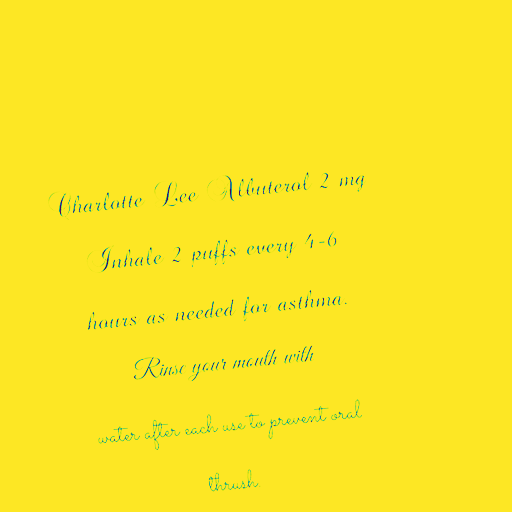 Charlotte Lee Albuterol 2 mg
Inhale 2 puffs every 4-6
hours as needed for asthma.
Rinse your mouth with
water after each use to prevent oral
thrush